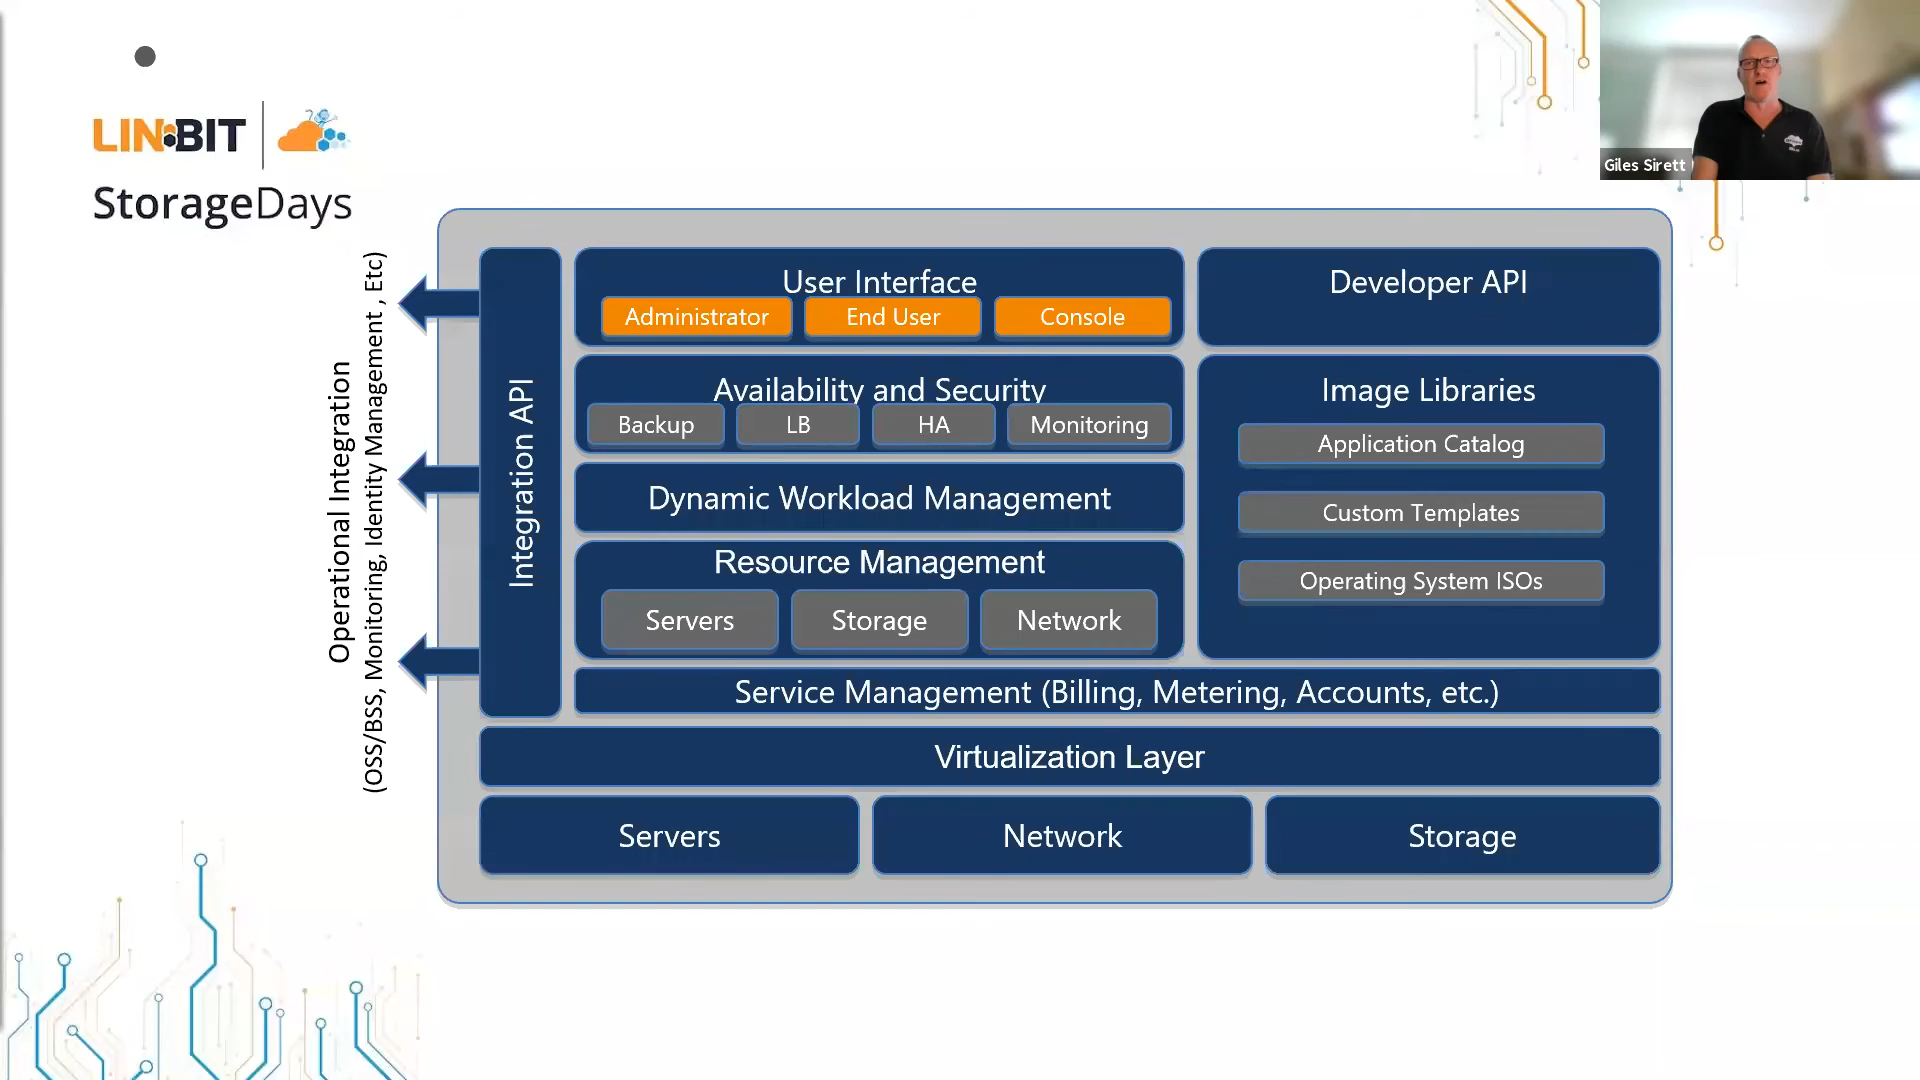 LINBIT
StorageDays
Giles Sirett
Operational Integration
(OSS/BSS, Monitoring, Identity Management , Etc)
Integration API
User Interface
Administrator
End User
Console
Developer API
Availability and Security
Backup
LB
HA
Monitoring
Image Libraries
Application Catalog
Custom Templates
Operating System ISOs
Dynamic Workload Management
Resource Management
Servers
Storage
Network
Service Management (Billing, Metering, Accounts, etc.)
Virtualization Layer
Servers
Network
Storage